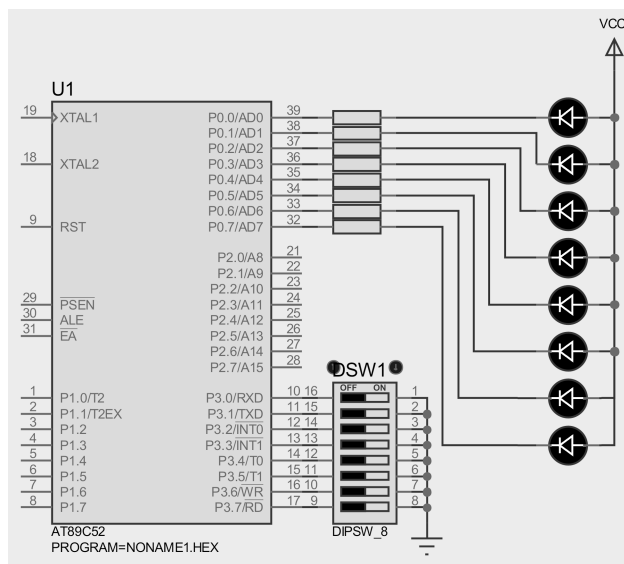 VCC
U1
19 XTAL1 P0.0/AD0 39
P0.1/AD1 38
P0.2/AD2 37
18 XTAL2 P0.3/AD3 36
P0.4/AD4 35
P0.5/AD5 34
P0.6/AD6 33
9 RST P0.7/AD7 32
P2.0/A8 21
P2.1/A9 22
P2.2/A10 23
29 PSEN P2.3/A11 24
30 ALE P2.4/A12 25
31 EA P2.5/A13 26
P2.6/A14 27
P2.7/A15 28
DSW1
OFF ON
1 P1.0/T2 P3.0/RXD 10 16 1
2 P1.1/T2EX P3.1/TXD 11 15 2
3 P1.2 P3.2/INT0 12 14 3
4 P1.3 P3.3/INT1 13 13 4
5 P1.4 P3.4/T0 14 12 5
6 P1.5 P3.5/T1 15 11 6
7 P1.6 P3.6/WR 16 10 7
8 P1.7 P3.7/RD 17 9 8
AT89C52 DIPSW_8
PROGRAM=NONAME1.HEX